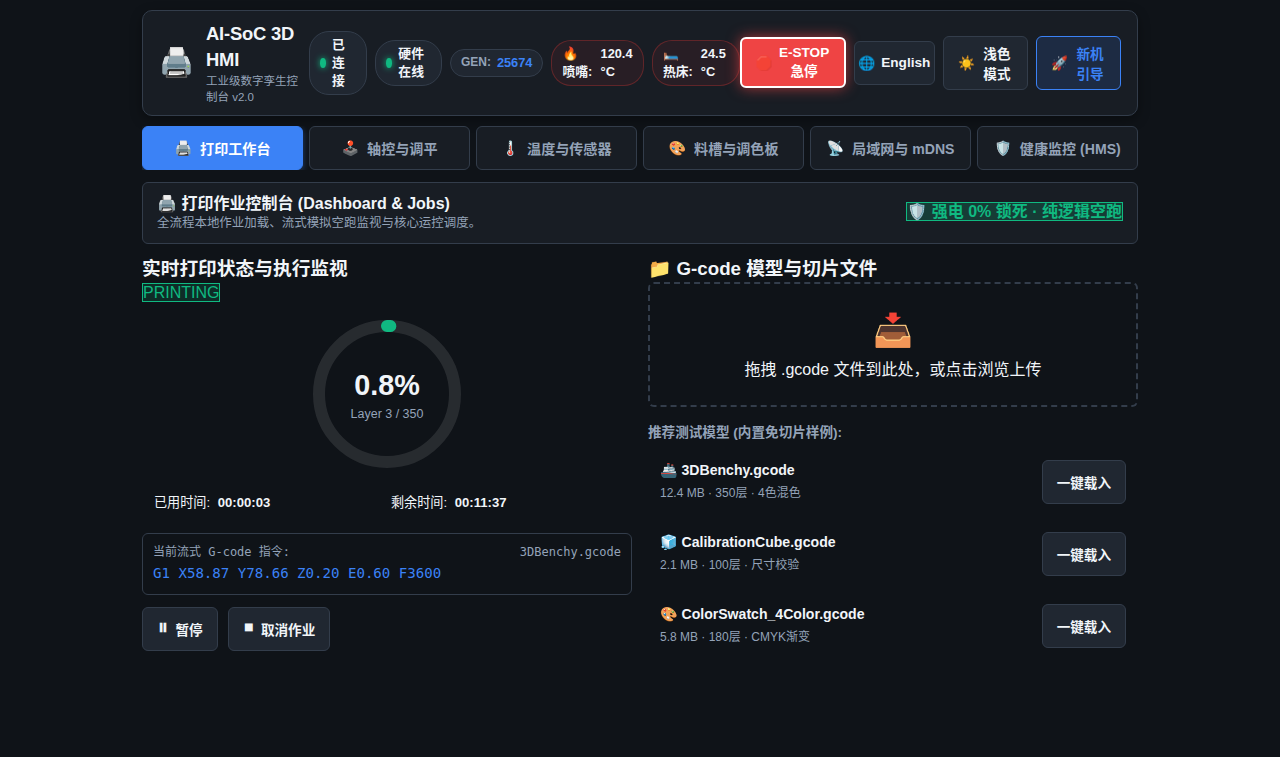 AI-SoC 3D
HMI
工业级数字孪生控
制台 v2.0
已
连
接
硬件
在线
GEN: 25674
🔥 120.4
喷嘴: °C
🛏️ 24.5
热床: °C
🛑 E-STOP
急停
🌐 English
☀️ 浅色
模式
🚀 新机
引导
🖨️ 打印工作台
🕹️ 轴控与调平
🌡️ 温度与传感器
🎨 料槽与调色板
📡 局域网与 mDNS
🛡️ 健康监控 (HMS)
🖨️ 打印作业控制台 (Dashboard & Jobs)
全流程本地作业加载、流式模拟空跑监视与核心运控调度。
🛡️ 强电 0% 锁死 · 纯逻辑空跑
实时打印状态与执行监视
PRINTING
0.8%
Layer 3 / 350
已用时间: 00:00:03
剩余时间: 00:11:37
当前流式 G-code 指令: 3DBenchy.gcode
G1 X58.87 Y78.66 Z0.20 E0.60 F3600
⏸ 暂停
⏹ 取消作业
📁 G-code 模型与切片文件
拖拽 .gcode 文件到此处，或点击浏览上传
推荐测试模型 (内置免切片样例):
🚢 3DBenchy.gcode
12.4 MB · 350层 · 4色混色
一键载入
🧊 CalibrationCube.gcode
2.1 MB · 100层 · 尺寸校验
一键载入
🎨 ColorSwatch_4Color.gcode
5.8 MB · 180层 · CMYK渐变
一键载入